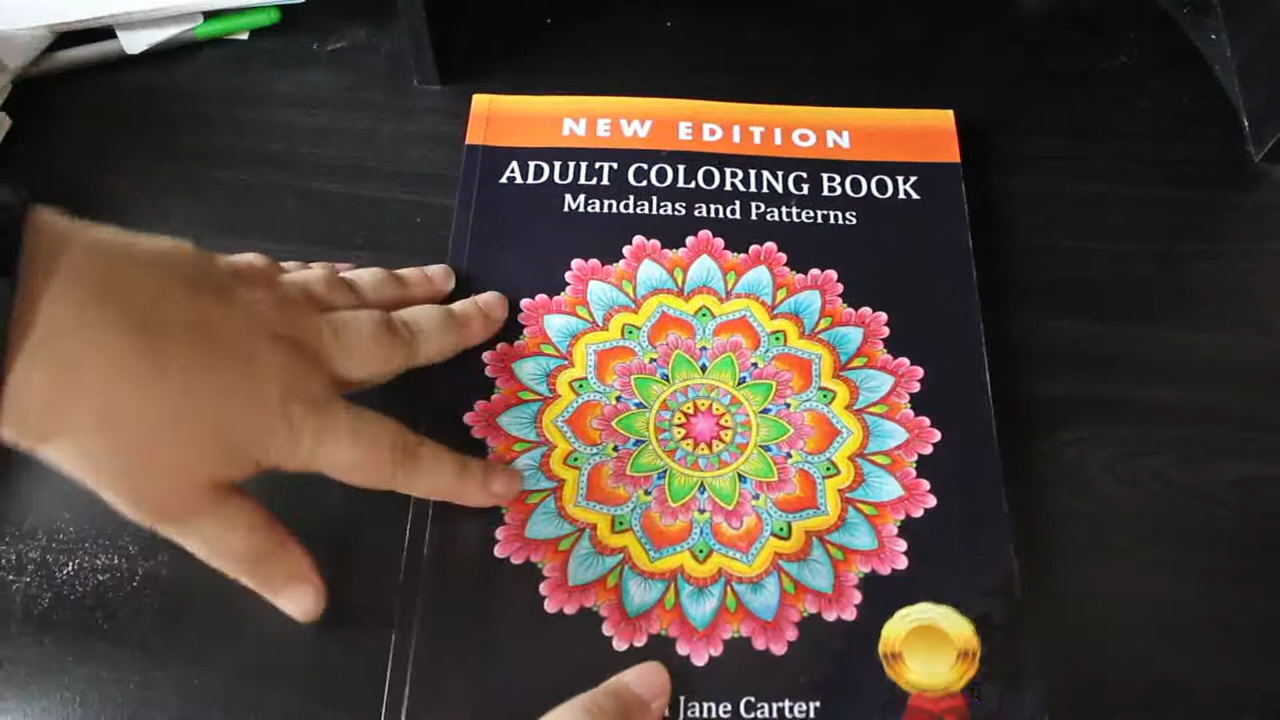 NEW EDITION
ADULT COLORING BOOK
Mandalas and Patterns
Jane Carter